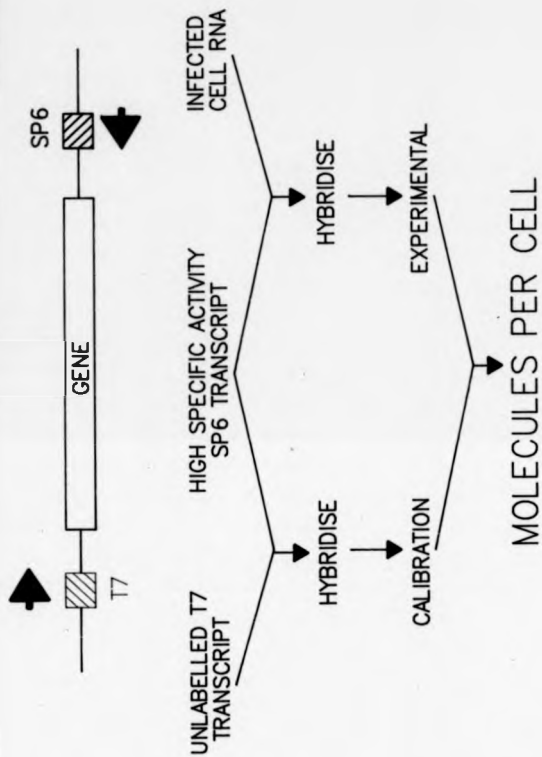 SP6
GENE
T7
UNLABELLED T7
TRANSCRIPT
HIGH SPECIFIC ACTIVITY
SP6 TRANSCRIPT
INFECTED
CELL RNA
HYBRIDISE
HYBRIDISE
CALIBRATION
EXPERIMENTAL
MOLECULES PER CELL